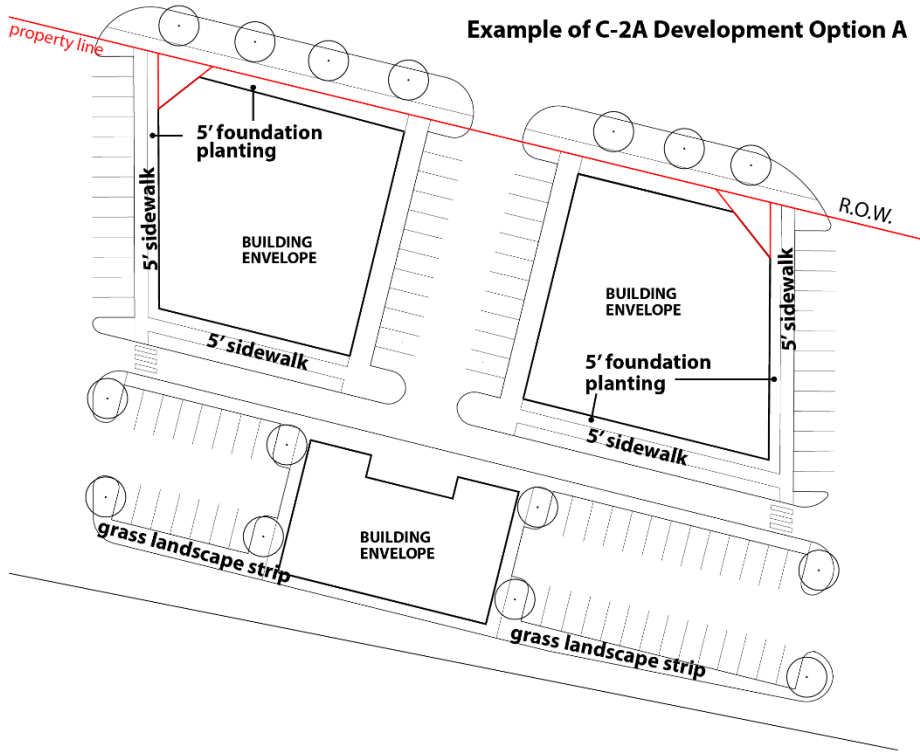 Example of C-2A Development Option A
property line
5’ foundation
planting
5’ sidewalk
BUILDING
ENVELOPE
5’ sidewalk
R.O.W.
BUILDING
ENVELOPE
5’ sidewalk
5’ foundation
planting
5’ sidewalk
BUILDING
ENVELOPE
grass landscape strip
grass landscape strip